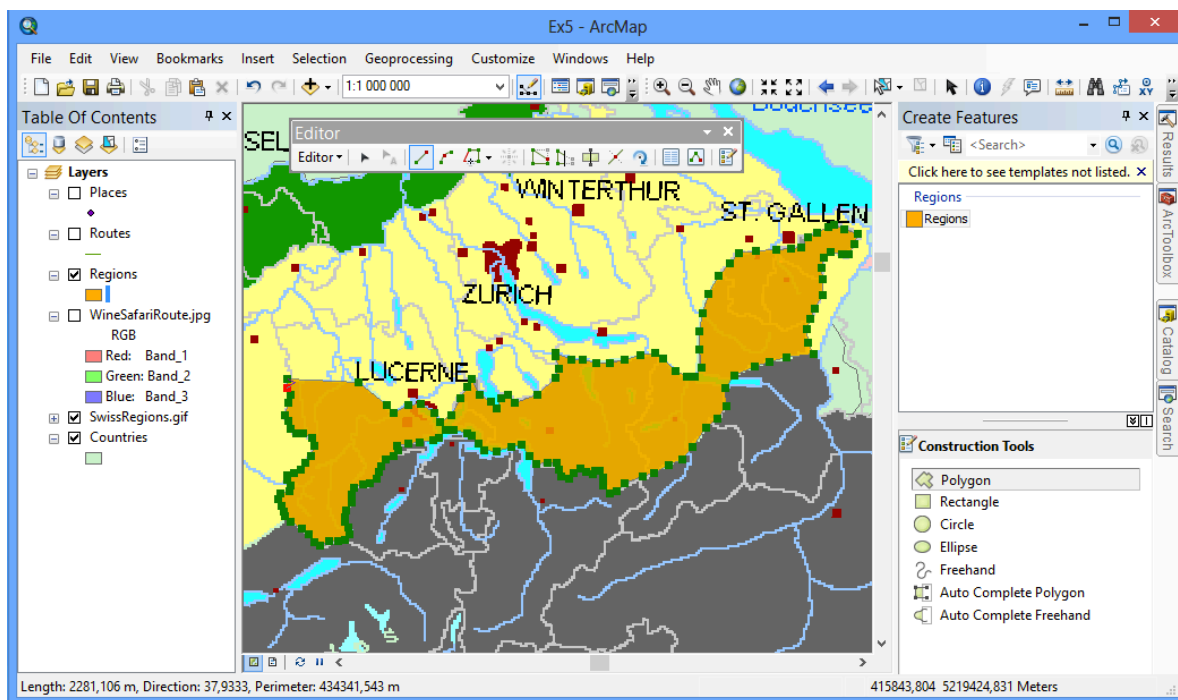 Ex5 - ArcMap
File Edit View Bookmarks Insert Selection Geoprocessing Customize Windows Help
1:1 000 000
Table Of Contents
Layers
Places
Routes
Regions
WineSafariRoute.jpg
RGB
Red: Band_1
Green: Band_2
Blue: Band_3
SwissRegions.gif
Countries
Editor
Editor
SEL
WINTERTHUR
ST. GALLEN
ZURICH
LUCERNE
Create Features
<Search>
Click here to see templates not listed.
Regions
Regions
Construction Tools
Polygon
Rectangle
Circle
Ellipse
Freehand
Auto Complete Polygon
Auto Complete Freehand
Results
ArcToolbox
Catalog
Search
Length: 2281,106 m, Direction: 37,9333, Perimeter: 434341,543 m
415843,804 5219424,831 Meters